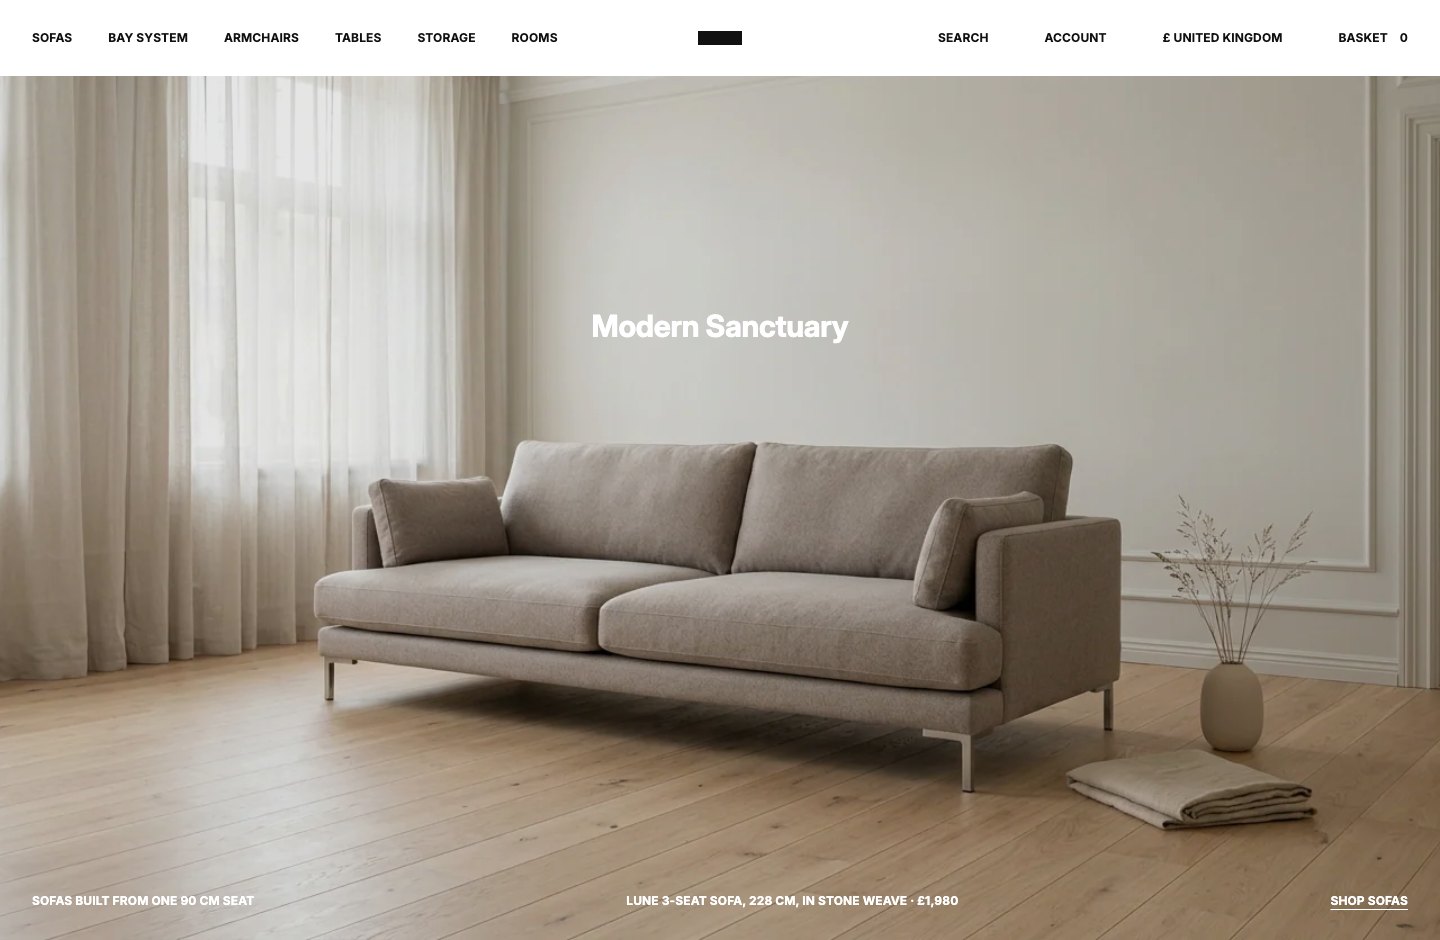 SOFAS
BAY SYSTEM
ARMCHAIRS
TABLES
STORAGE
ROOMS
SEARCH
ACCOUNT
£ UNITED KINGDOM
BASKET 0
Modern Sanctuary
SOFAS BUILT FROM ONE 90 CM SEAT
LUNE 3-SEAT SOFA, 228 CM, IN STONE WEAVE · £1,980
SHOP SOFAS